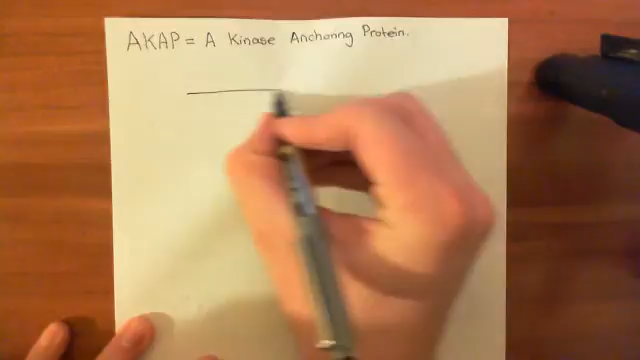 AKAP = A Kinase Anchoring Protein.